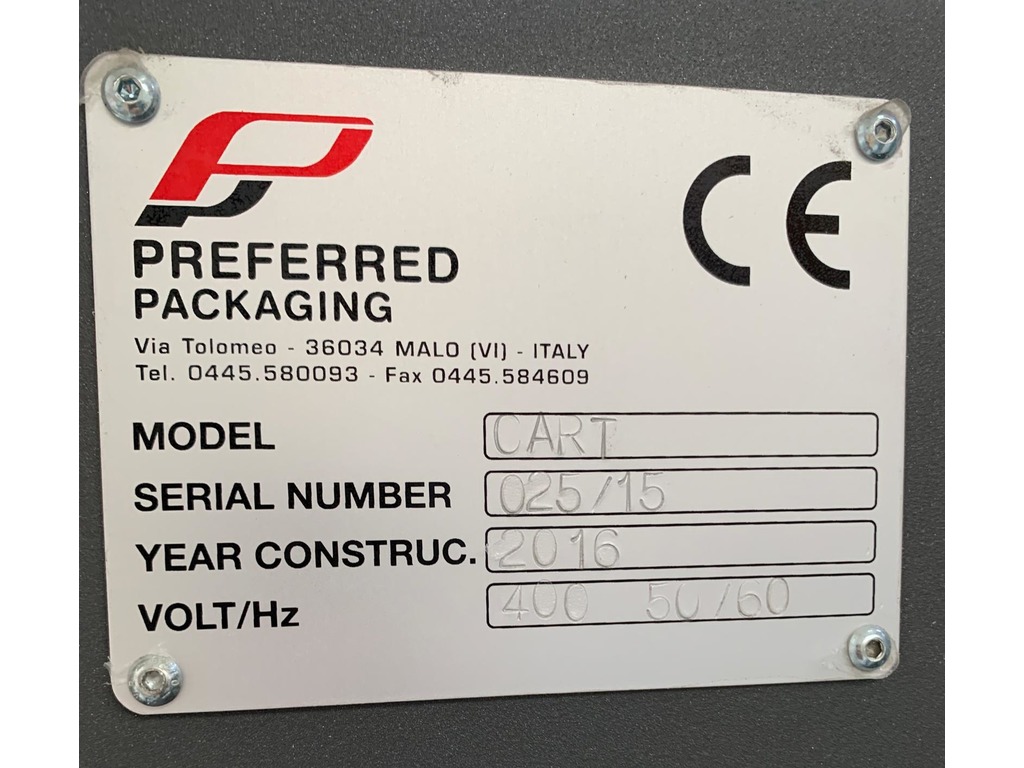 CE
PREFERRED
PACKAGING
Via Tolomeo - 36034 MALO (VI) - ITALY
Tel. 0445.580093 - Fax 0445.584609
MODEL CART
SERIAL NUMBER 025/15
YEAR CONSTRUC. 2016
VOLT/Hz 400 50/60